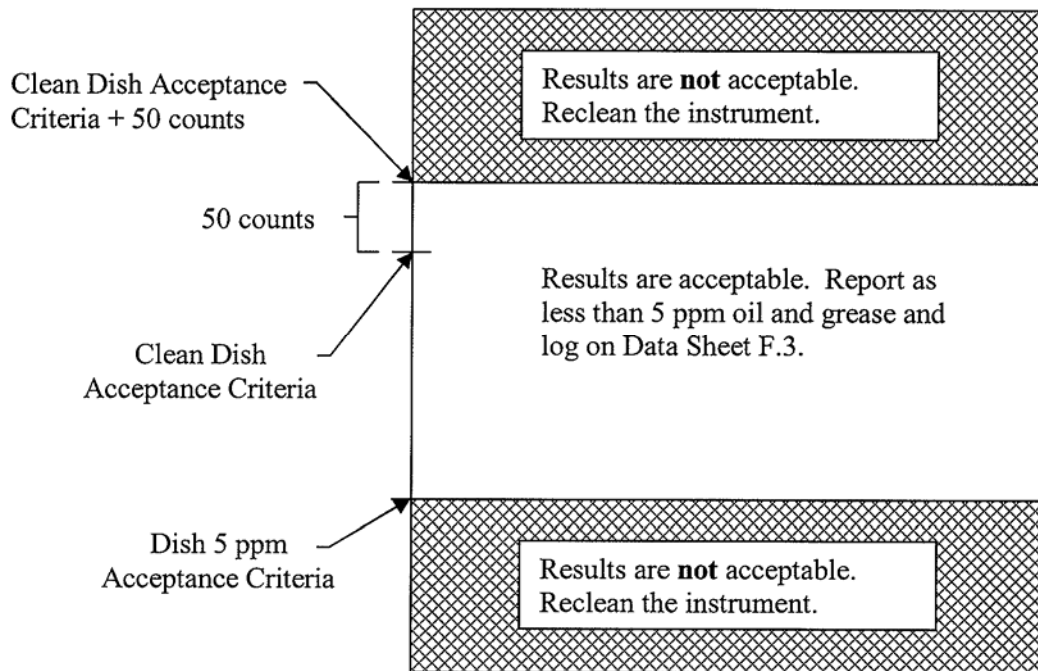 Results are not acceptable.
Reclean the instrument.
Clean Dish Acceptance
Criteria + 50 counts
50 counts
Results are acceptable. Report as
less than 5 ppm oil and grease and
log on Data Sheet F.3.
Clean Dish
Acceptance Criteria
Dish 5 ppm
Acceptance Criteria
Results are not acceptable.
Reclean the instrument.